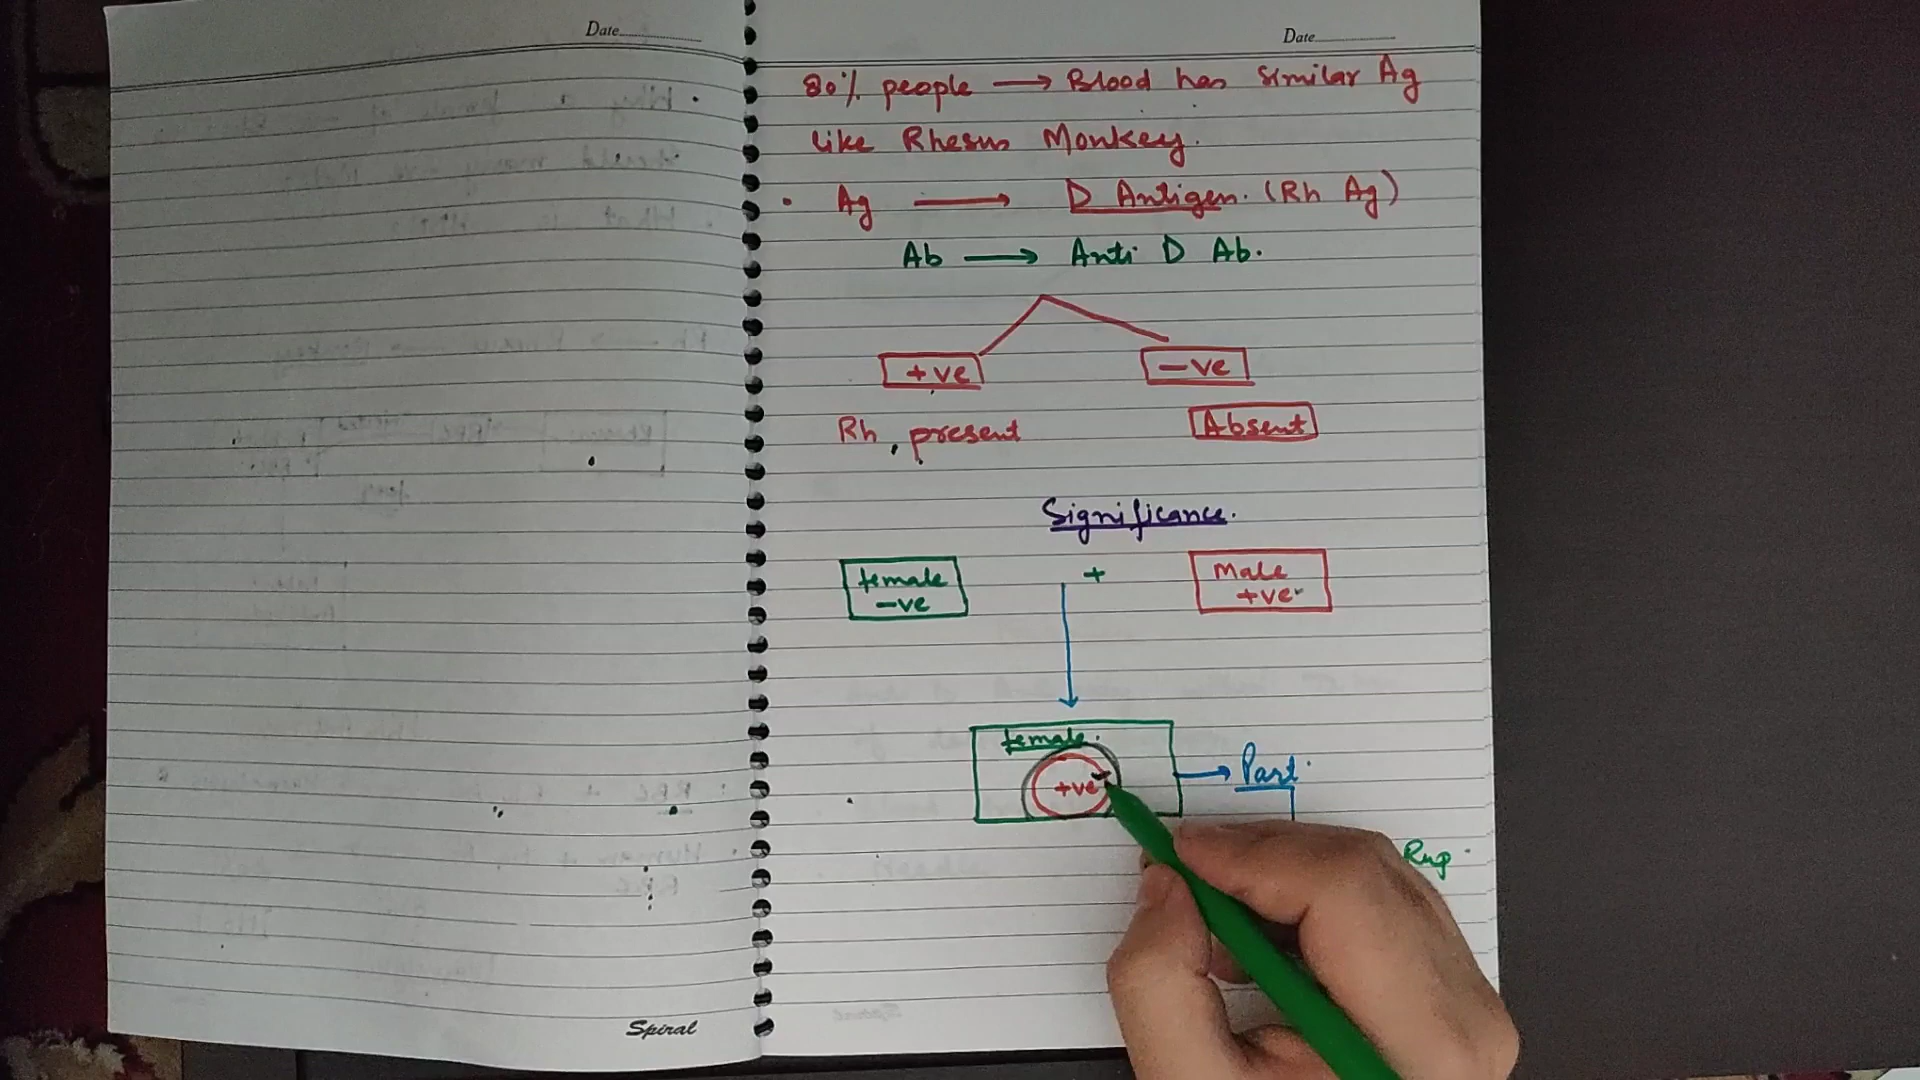 Date
Date
80% people → Blood has similar Ag
like Rhesus Monkey.
• Ag → D Antigen. (Rh Ag)
Ab → Anti D Ab.
+ve
-ve
Rh, present
Absent
Significance.
female
-ve
+
Male
+ve
female.
+ve
→ Part.
Spiral